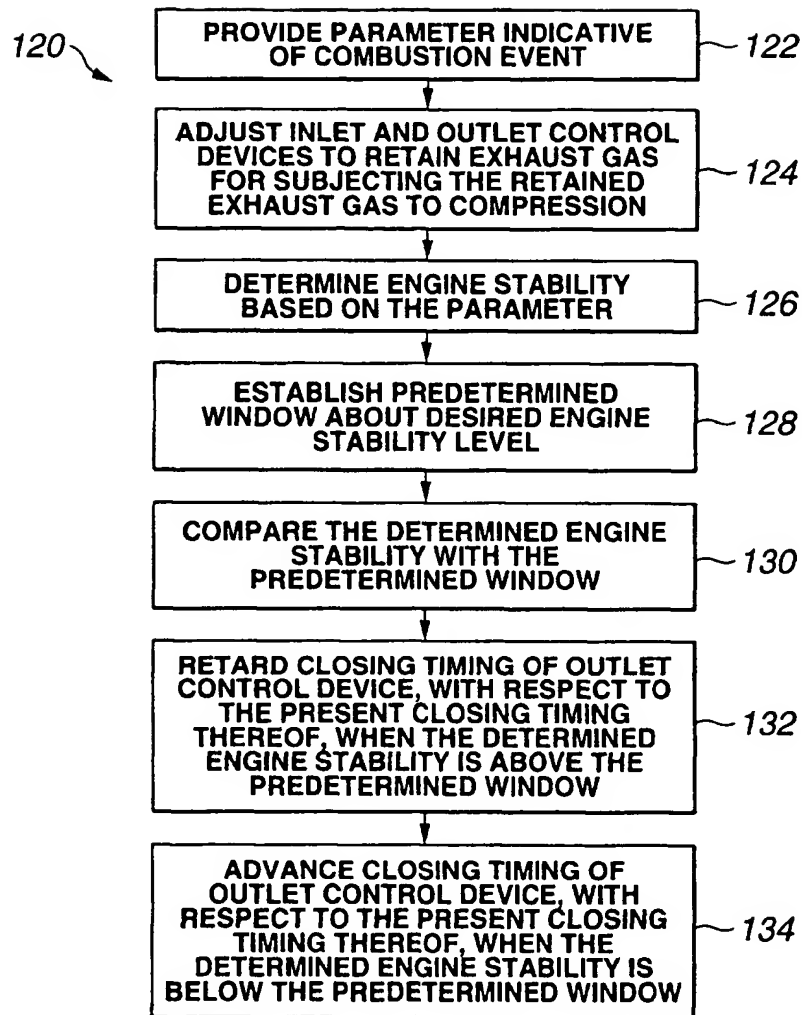 120
PROVIDE PARAMETER INDICATIVE
OF COMBUSTION EVENT
122
ADJUST INLET AND OUTLET CONTROL
DEVICES TO RETAIN EXHAUST GAS
FOR SUBJECTING THE RETAINED
EXHAUST GAS TO COMPRESSION
124
DETERMINE ENGINE STABILITY
BASED ON THE PARAMETER
126
ESTABLISH PREDETERMINED
WINDOW ABOUT DESIRED ENGINE
STABILITY LEVEL
128
COMPARE THE DETERMINED ENGINE
STABILITY WITH THE
PREDETERMINED WINDOW
130
RETARD CLOSING TIMING OF OUTLET
CONTROL DEVICE, WITH RESPECT TO
THE PRESENT CLOSING TIMING
THEREOF, WHEN THE DETERMINED
ENGINE STABILITY IS ABOVE THE
PREDETERMINED WINDOW
132
ADVANCE CLOSING TIMING OF
OUTLET CONTROL DEVICE, WITH
RESPECT TO THE PRESENT CLOSING
TIMING THEREOF, WHEN THE
DETERMINED ENGINE STABILITY IS
BELOW THE PREDETERMINED WINDOW
134